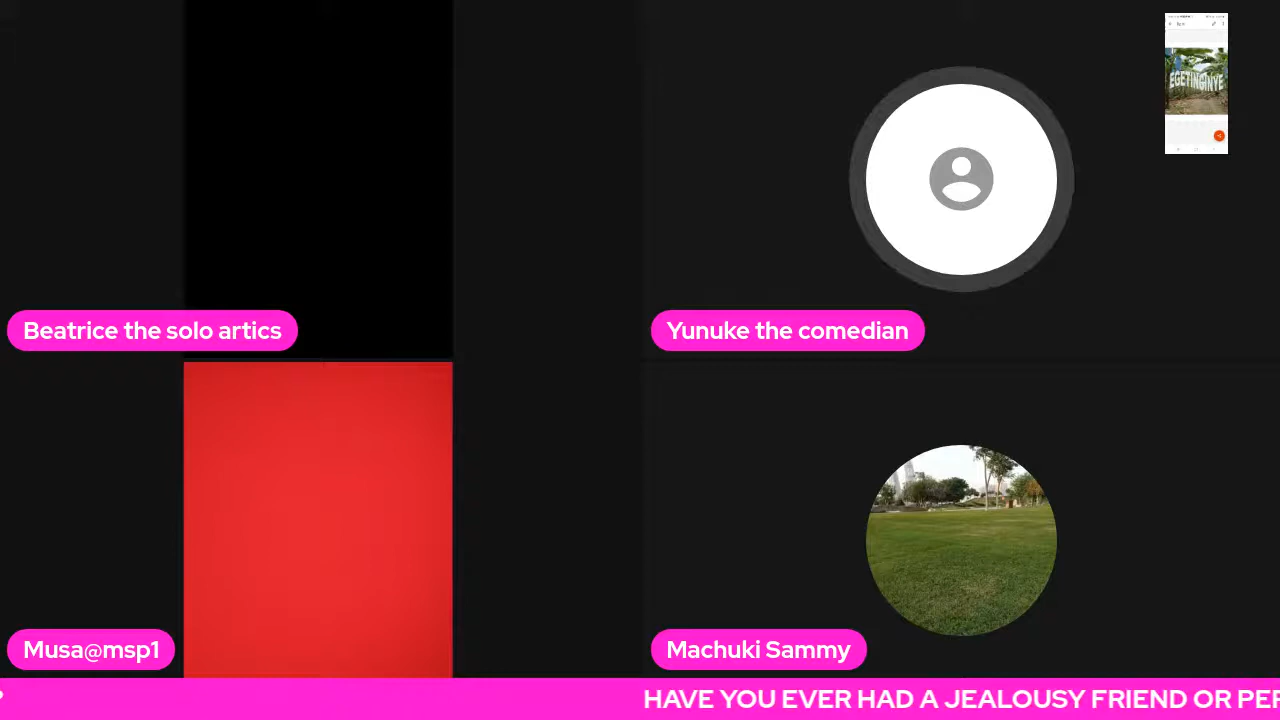 EGETINGINYE
Beatrice the solo artics
Yunuke the comedian
Musa@msp1
Machuki Sammy
HAVE YOU EVER HAD A JEALOUSY FRIEND OR PER